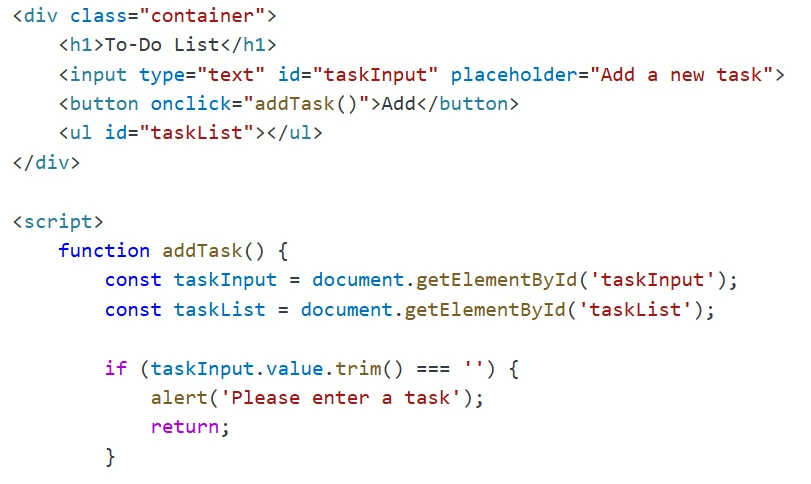 <div class="container">
    <h1>To-Do List</h1>
    <input type="text" id="taskInput" placeholder="Add a new task">
    <button onclick="addTask()">Add</button>
    <ul id="taskList"></ul>
</div>

<script>
    function addTask() {
        const taskInput = document.getElementById('taskInput');
        const taskList = document.getElementById('taskList');

        if (taskInput.value.trim() === '') {
            alert('Please enter a task');
            return;
        }